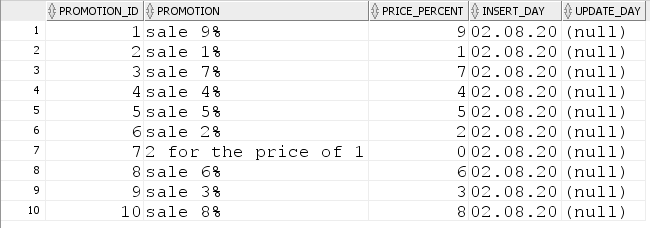 PROMOTION_ID PROMOTION PRICE_PERCENT INSERT_DAY UPDATE_DAY
1 1 sale 9% 9 02.08.20 (null)
2 2 sale 1% 1 02.08.20 (null)
3 3 sale 7% 7 02.08.20 (null)
4 4 sale 4% 4 02.08.20 (null)
5 5 sale 5% 5 02.08.20 (null)
6 6 sale 2% 2 02.08.20 (null)
7 7 2 for the price of 1 0 02.08.20 (null)
8 8 sale 6% 6 02.08.20 (null)
9 9 sale 3% 3 02.08.20 (null)
10 10 sale 8% 8 02.08.20 (null)